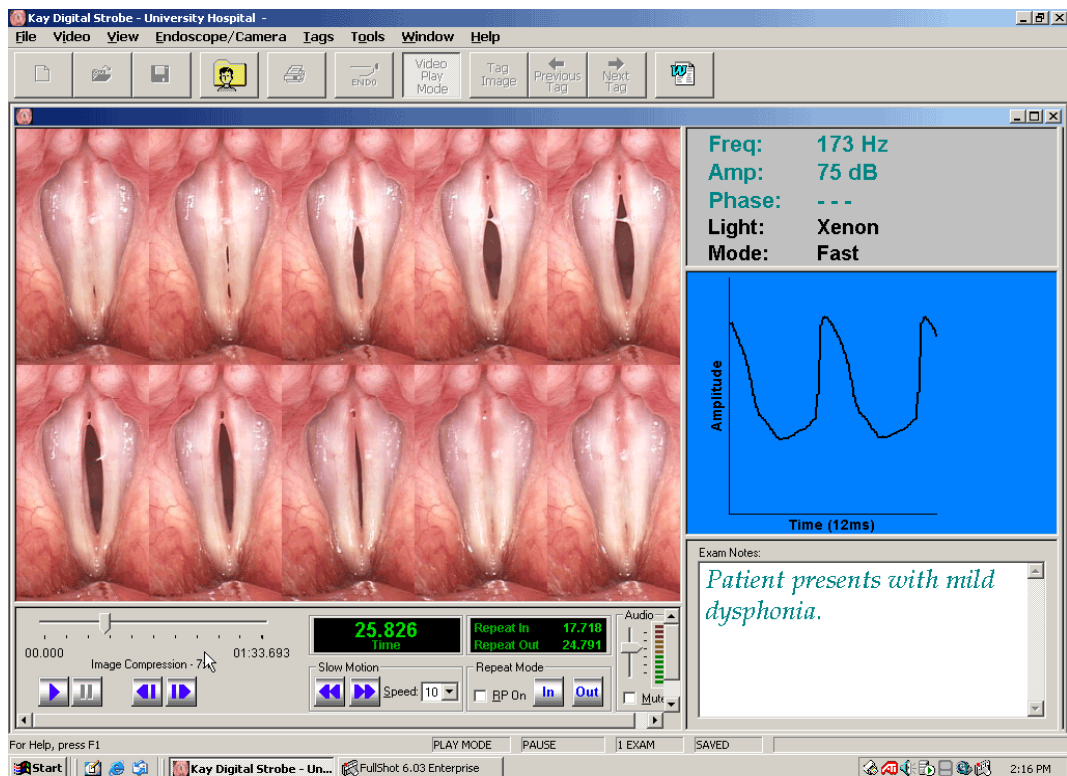 Kay Digital Strobe - University Hospital -
File Video View Endoscope/Camera Tags Tools Window Help
ENDO
Video Play Mode
Tag Image
Previous Tag
Next Tag
Freq: 173 Hz
Amp: 75 dB
Phase: - - -
Light: Xenon
Mode: Fast
Amplitude
Time (12ms)
Exam Notes:
Patient presents with mild
dysphonia.
00.000
01:33.693
Image Compression - 7
25.826
Time
Repeat In 17.718
Repeat Out 24.791
Audio
Slow Motion
Speed: 10
Repeat Mode
RP On In Out
Mute
For Help, press F1
PLAY MODE PAUSE 1 EXAM SAVED
Start Kay Digital Strobe - Un... FullShot 6.03 Enterprise 2:16 PM